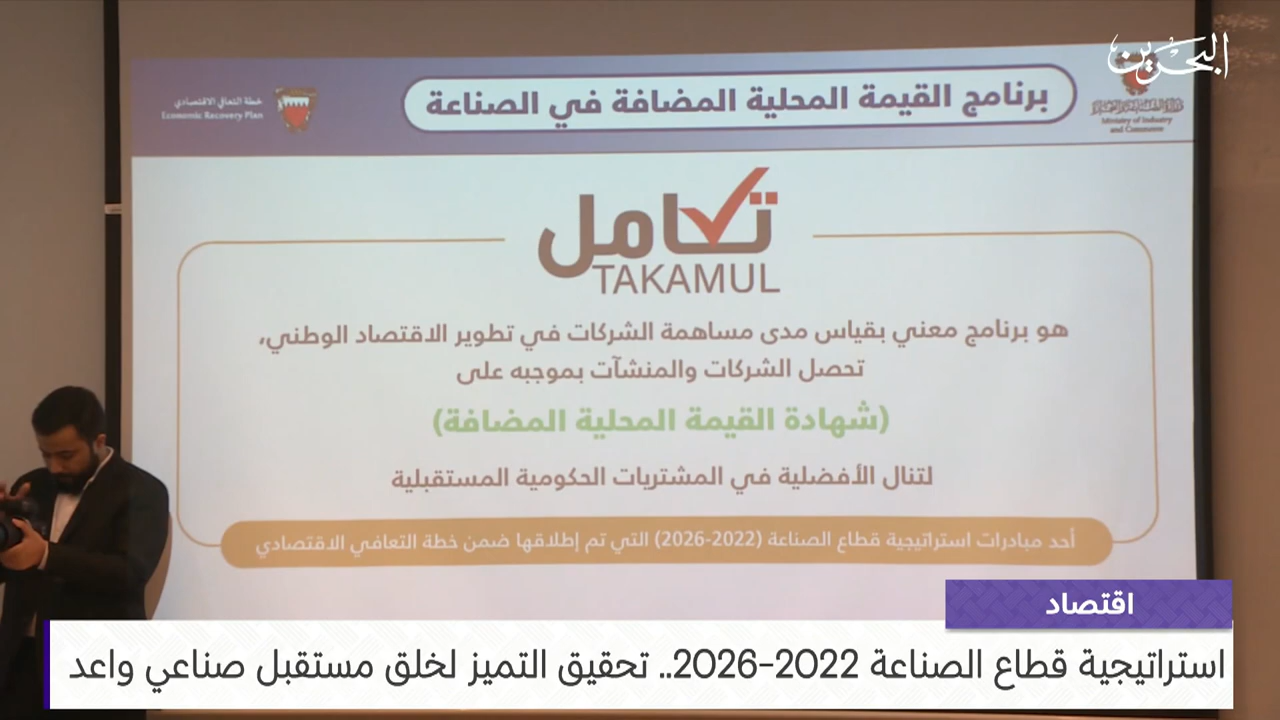 البحرين
برنامج القيمة المحلية المضافة في الصناعة
خطة التعافي الاقتصادي
Economic Recovery Plan
Ministry of Industry
and Commerce
تكامل
TAKAMUL
هو برنامج معني بقياس مدى مساهمة الشركات في تطوير الاقتصاد الوطني،
تحصل الشركات والمنشآت بموجبه على
(شهادة القيمة المحلية المضافة)
لتنال الأفضلية في المشتريات الحكومية المستقبلية
أحد مبادرات استراتيجية قطاع الصناعة (2022-2026) التي تم إطلاقها ضمن خطة التعافي الاقتصادي
اقتصاد
استراتيجية قطاع الصناعة 2022-2026.. تحقيق التميز لخلق مستقبل صناعي واعد